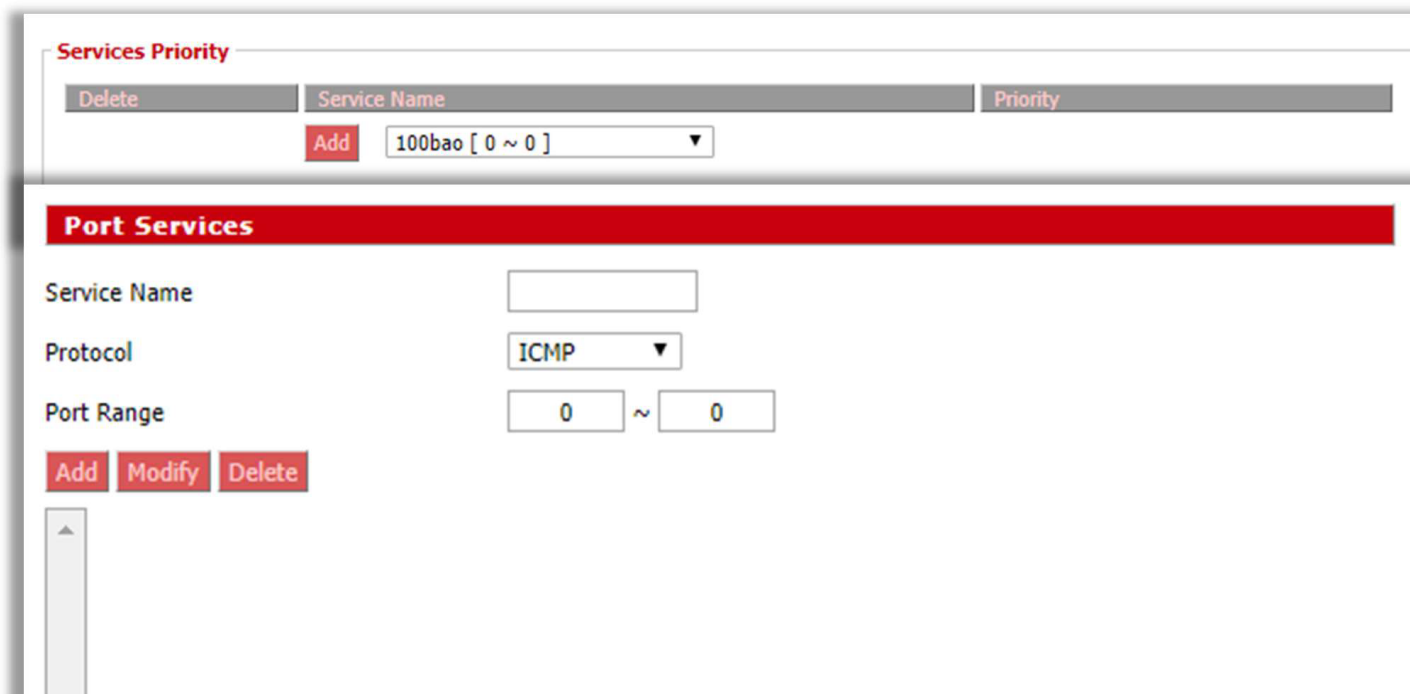 Services Priority
Delete Service Name Priority
Add 100bao [ 0 ~ 0 ]
Port Services
Service Name
Protocol ICMP
Port Range 0 ~ 0
Add Modify Delete